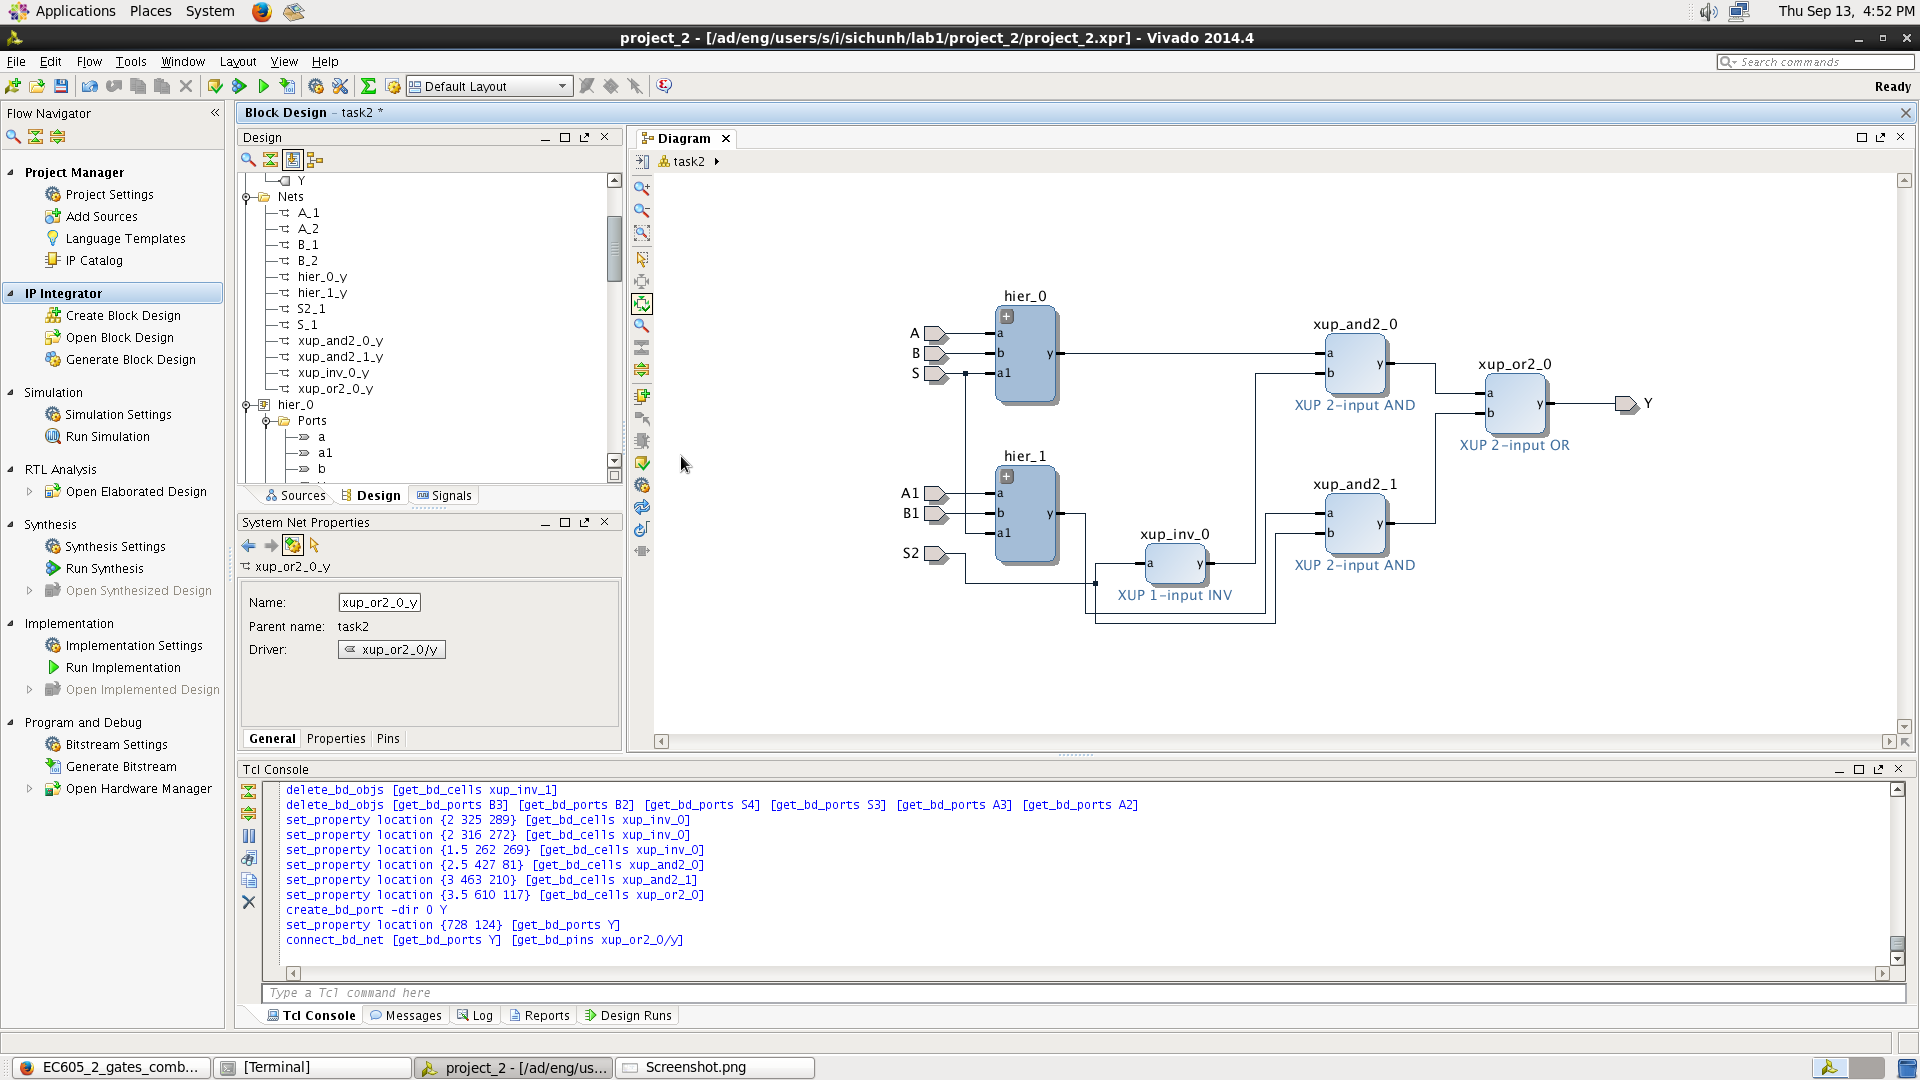 Applications Places System
Thu Sep 13, 4:52 PM
project_2 - [/ad/eng/users/s/i/sichunh/lab1/project_2/project_2.xpr] - Vivado 2014.4
File Edit Flow Tools Window Layout View Help
Search commands
Default Layout
Ready
Flow Navigator
Project Manager
Project Settings
Add Sources
Language Templates
IP Catalog
IP Integrator
Create Block Design
Open Block Design
Generate Block Design
Simulation
Simulation Settings
Run Simulation
RTL Analysis
Open Elaborated Design
Synthesis
Synthesis Settings
Run Synthesis
Open Synthesized Design
Implementation
Implementation Settings
Run Implementation
Open Implemented Design
Program and Debug
Bitstream Settings
Generate Bitstream
Open Hardware Manager
Block Design - task2 *
Design
Y
Nets
A_1
A_2
B_1
B_2
hier_0_y
hier_1_y
S2_1
S_1
xup_and2_0_y
xup_and2_1_y
xup_inv_0_y
xup_or2_0_y
hier_0
Ports
a
a1
b
Sources Design Signals
System Net Properties
xup_or2_0_y
Name: xup_or2_0_y
Parent name: task2
Driver: xup_or2_0/y
General Properties Pins
Diagram
task2
hier_0
A a
B b y
S a1
hier_1
A1 a
B1 b y
a1
S2
xup_inv_0
a y
XUP 1-input INV
xup_and2_0
a
b y
XUP 2-input AND
xup_and2_1
a
b y
XUP 2-input AND
xup_or2_0
a
b y
XUP 2-input OR
Y
Tcl Console
delete_bd_objs [get_bd_cells xup_inv_1]
delete_bd_objs [get_bd_ports B3] [get_bd_ports B2] [get_bd_ports S4] [get_bd_ports S3] [get_bd_ports A3] [get_bd_ports A2]
set_property location {2 325 289} [get_bd_cells xup_inv_0]
set_property location {2 316 272} [get_bd_cells xup_inv_0]
set_property location {1.5 262 269} [get_bd_cells xup_inv_0]
set_property location {2.5 427 81} [get_bd_cells xup_and2_0]
set_property location {3 463 210} [get_bd_cells xup_and2_1]
set_property location {3.5 610 117} [get_bd_cells xup_or2_0]
create_bd_port -dir O Y
set_property location {728 124} [get_bd_ports Y]
connect_bd_net [get_bd_ports Y] [get_bd_pins xup_or2_0/y]
Type a Tcl command here
Tcl Console Messages Log Reports Design Runs
EC605_2_gates_comb... [Terminal] project_2 - [/ad/eng/us... Screenshot.png